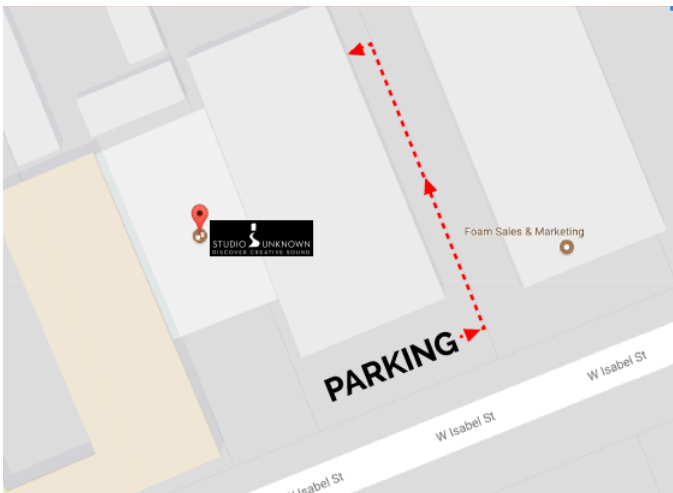 STUDIO UNKNOWN
DISCOVER CREATIVE SOUND
Foam Sales & Marketing
PARKING
W Isabel St
W Isabel St
Isabel St